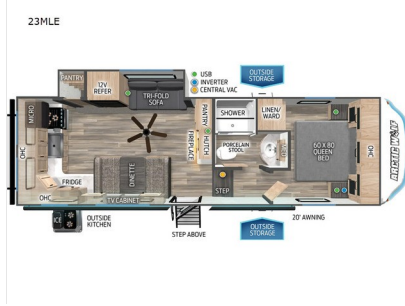 23MLE
USB
INVERTER
CENTRAL VAC
OUTSIDE
STORAGE
PANTRY
12V
REFER
TRI-FOLD
SOFA
MICRO
OHC
PANTRY
HUTCH
FIREPLACE
SHOWER
LINEN/
WARD
PORCELAIN
STOOL
60 X 80
QUEEN
BED
OHC
ARCTIC WOLF
FRIDGE
DINETTE
STEP
OHC
TV CABINET
ICE
OUTSIDE
KITCHEN
STEP ABOVE
OUTSIDE
STORAGE
20' AWNING